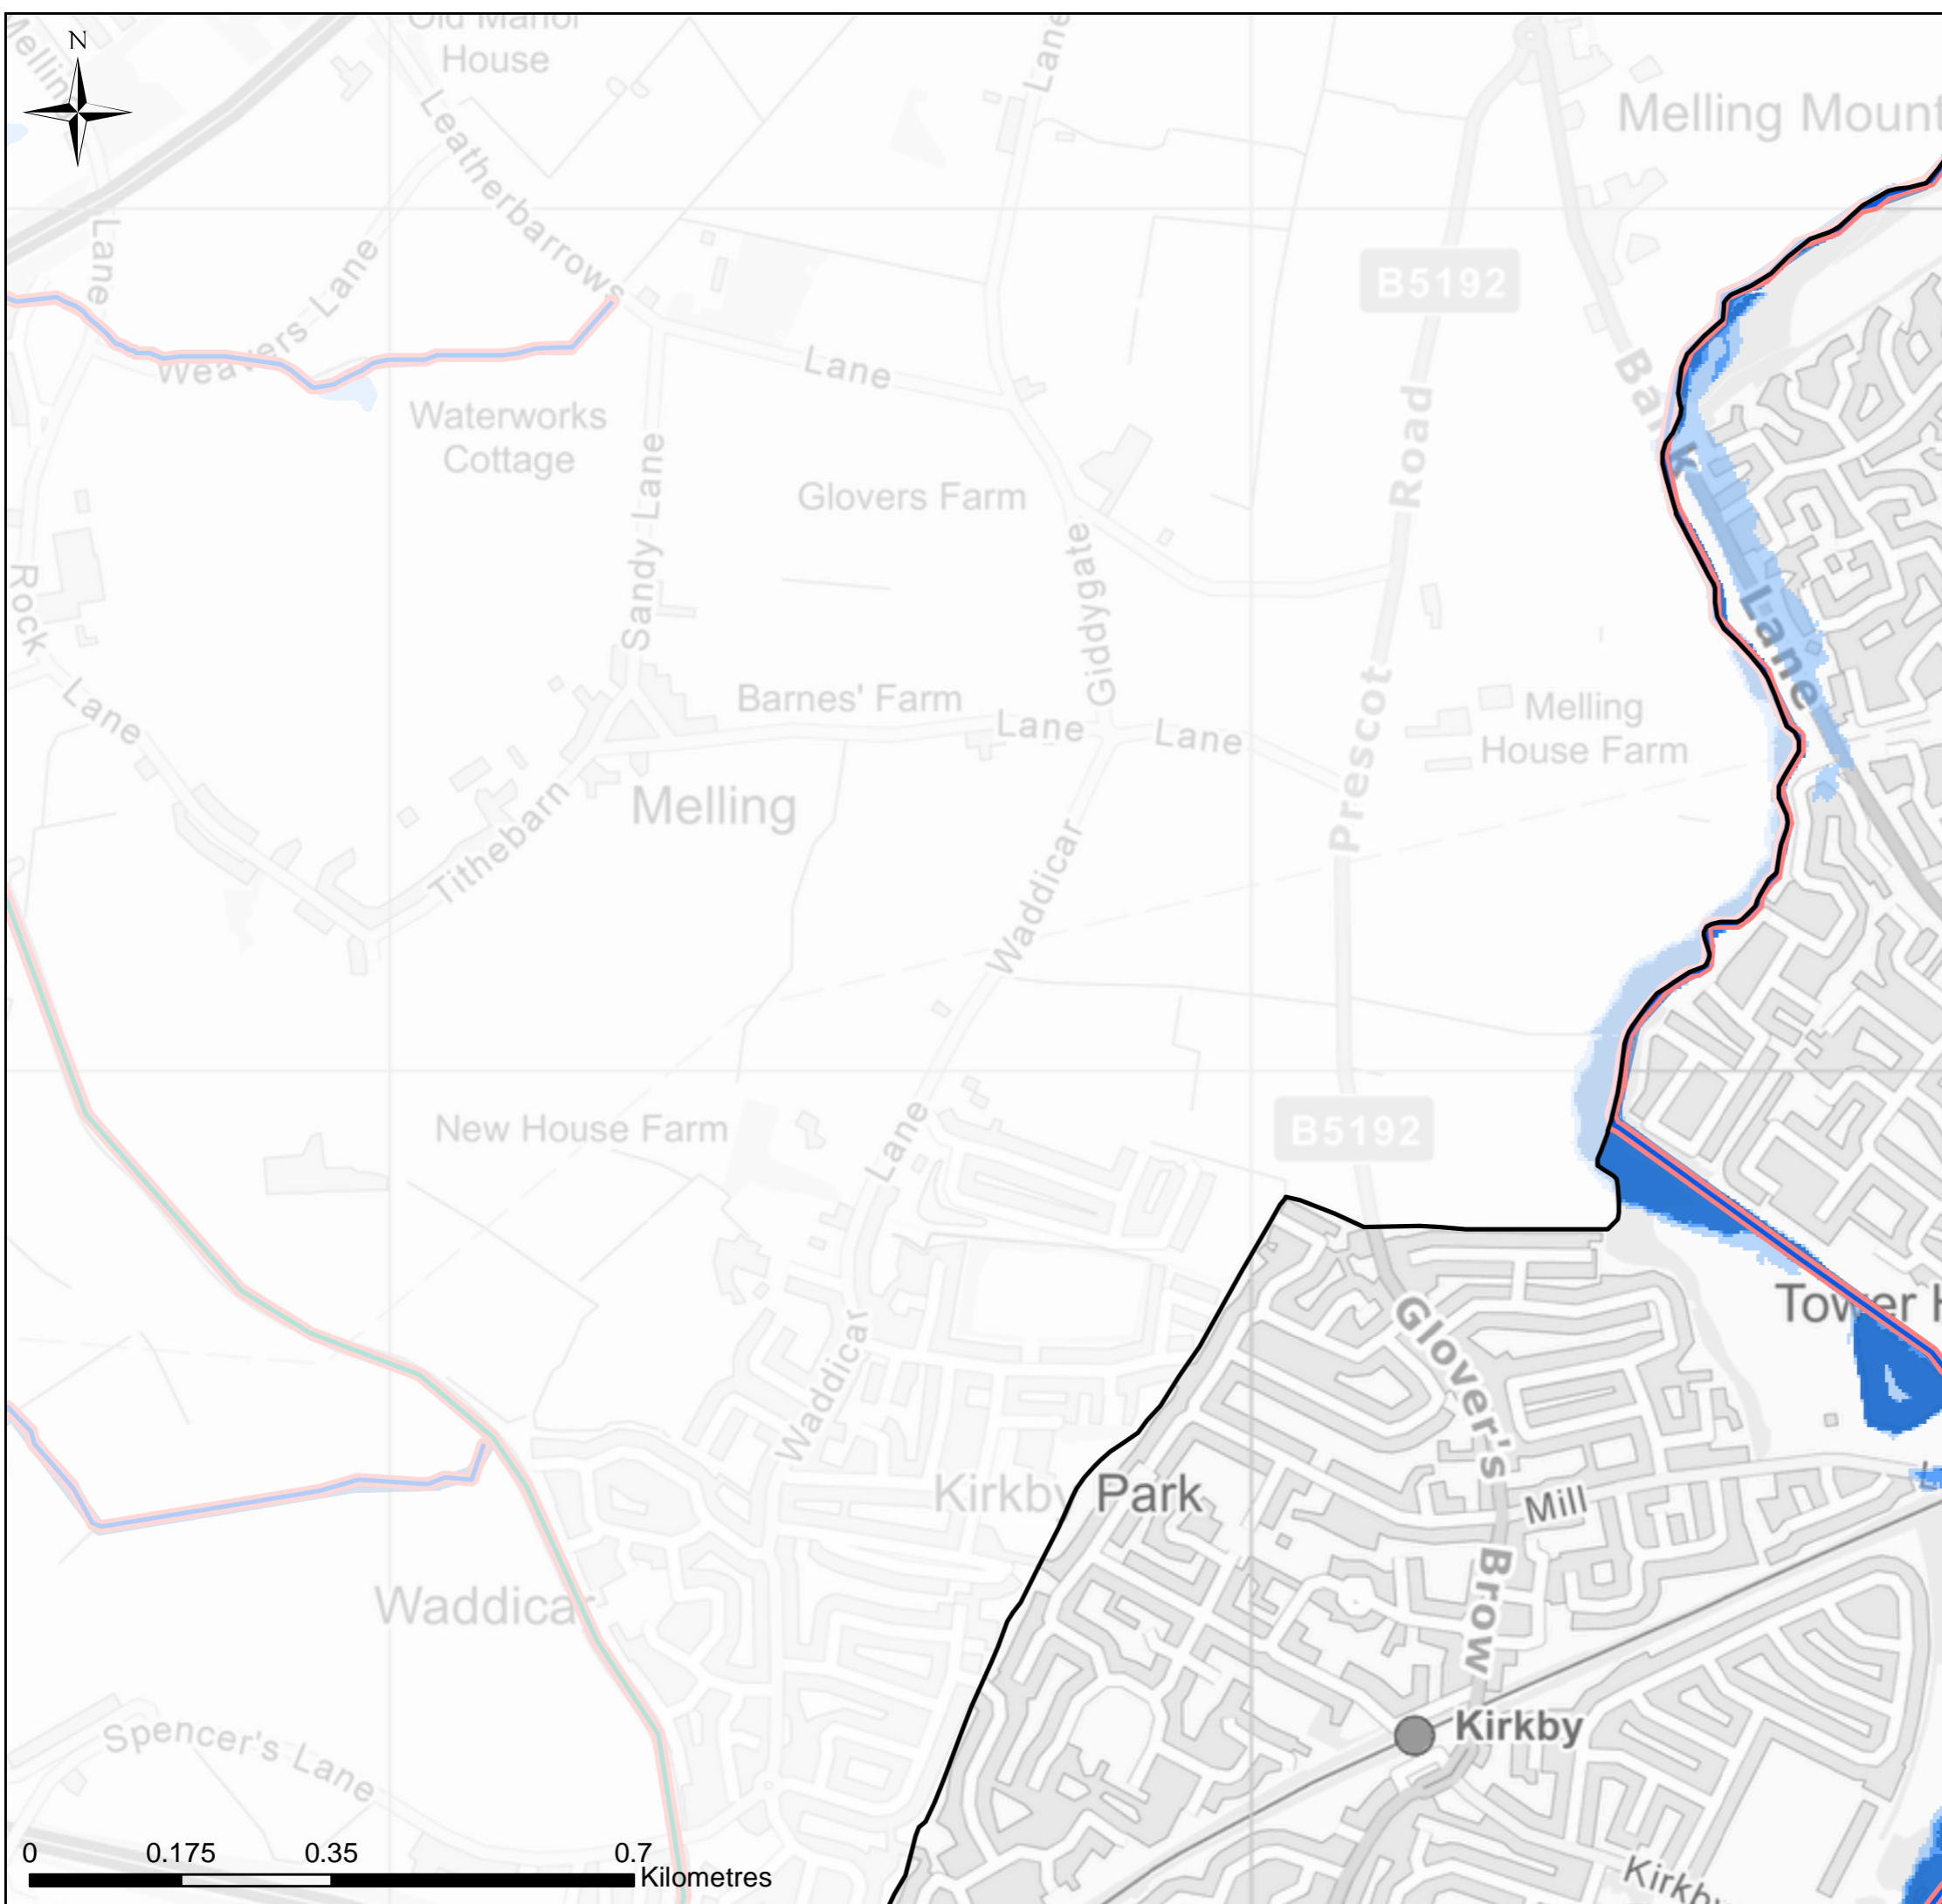 Old Manor
House
N
Melling
Lane
Melling Mount
Leatherbarrows
Lane
B5192
Weavers Lane
Lane
Bank
Lane
Waterworks
Cottage
Road
Glovers Farm
Sandy Lane
Giddygate
Rock
Lane
Barnes' Farm
Lane
Lane
Prescot
Melling
House Farm
Melling
Tithebarn
Waddicar
New House Farm
Lane
B5192
Tower
Glover's
Waddicar
Kirkby Park
Mill
Brow
Waddicar
Kirkby
Spencer's Lane
0 0.175 0.35 0.7
Kilometres
Kirkby